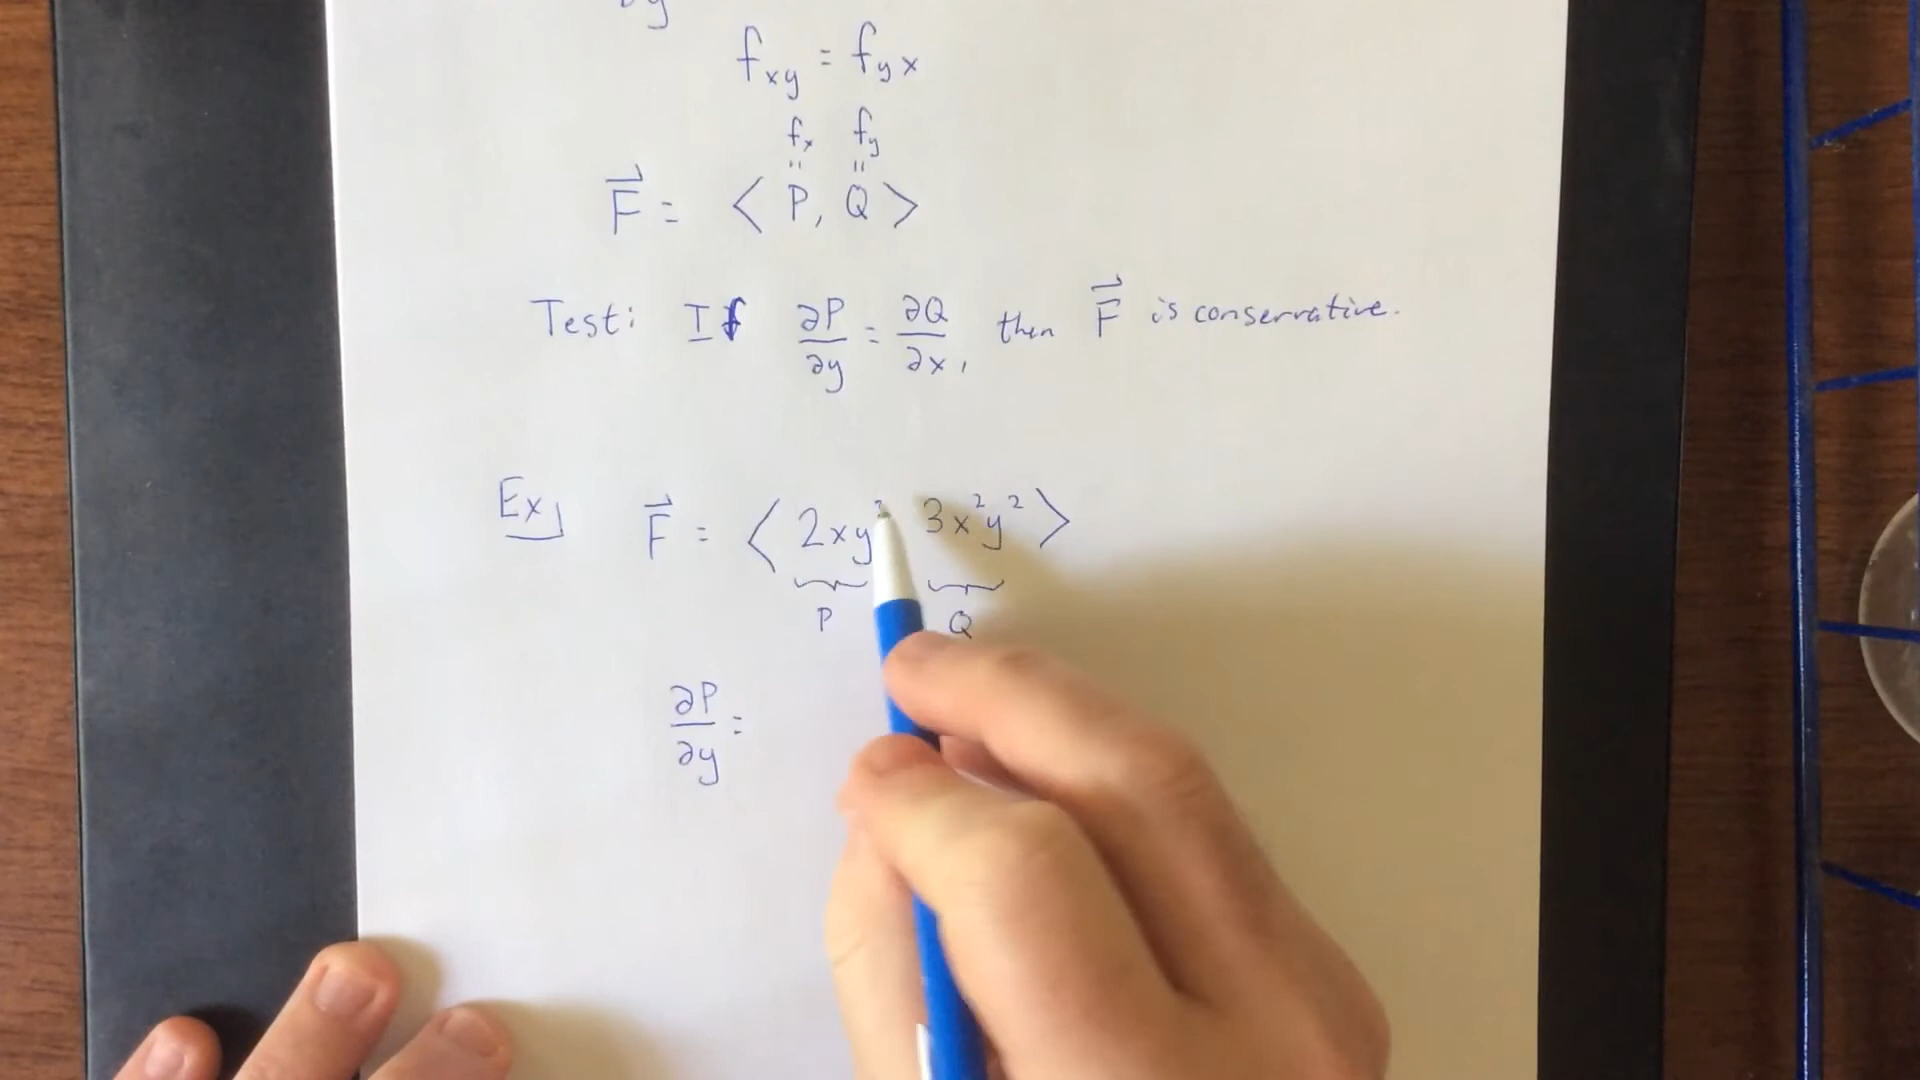 y
f_xy = f_yx
f_x f_y
" "
F⃗ = < P, Q >
Test: If ∂P/∂y = ∂Q/∂x, then F⃗ is conservative.
Ex] F⃗ = < 2xy 3x²y² >
P Q
∂P/∂y =